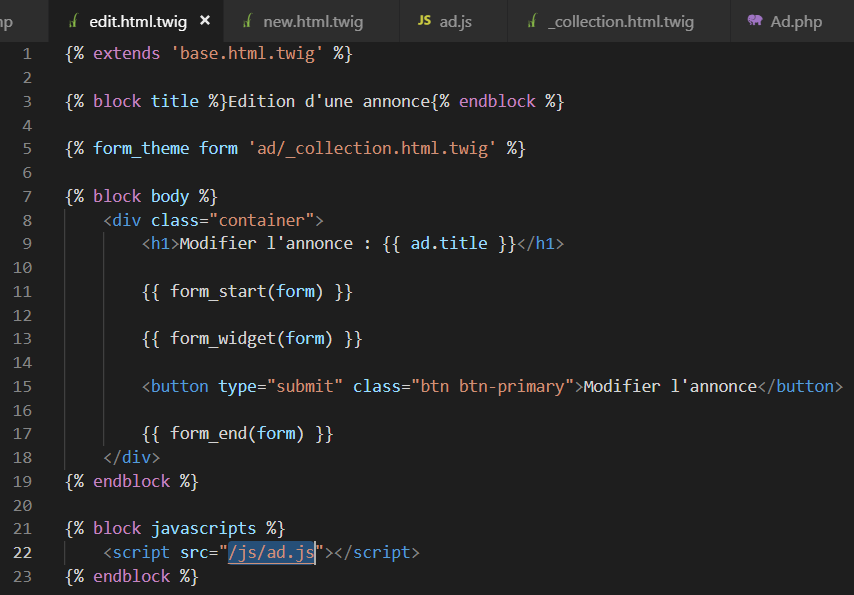 hp edit.html.twig × new.html.twig JS ad.js _collection.html.twig Ad.php
1 {% extends 'base.html.twig' %}
2
3 {% block title %}Edition d'une annonce{% endblock %}
4
5 {% form_theme form 'ad/_collection.html.twig' %}
6
7 {% block body %}
8 <div class="container">
9 <h1>Modifier l'annonce : {{ ad.title }}</h1>
10
11 {{ form_start(form) }}
12
13 {{ form_widget(form) }}
14
15 <button type="submit" class="btn btn-primary">Modifier l'annonce</button>
16
17 {{ form_end(form) }}
18 </div>
19 {% endblock %}
20
21 {% block javascripts %}
22 <script src="/js/ad.js"></script>
23 {% endblock %}